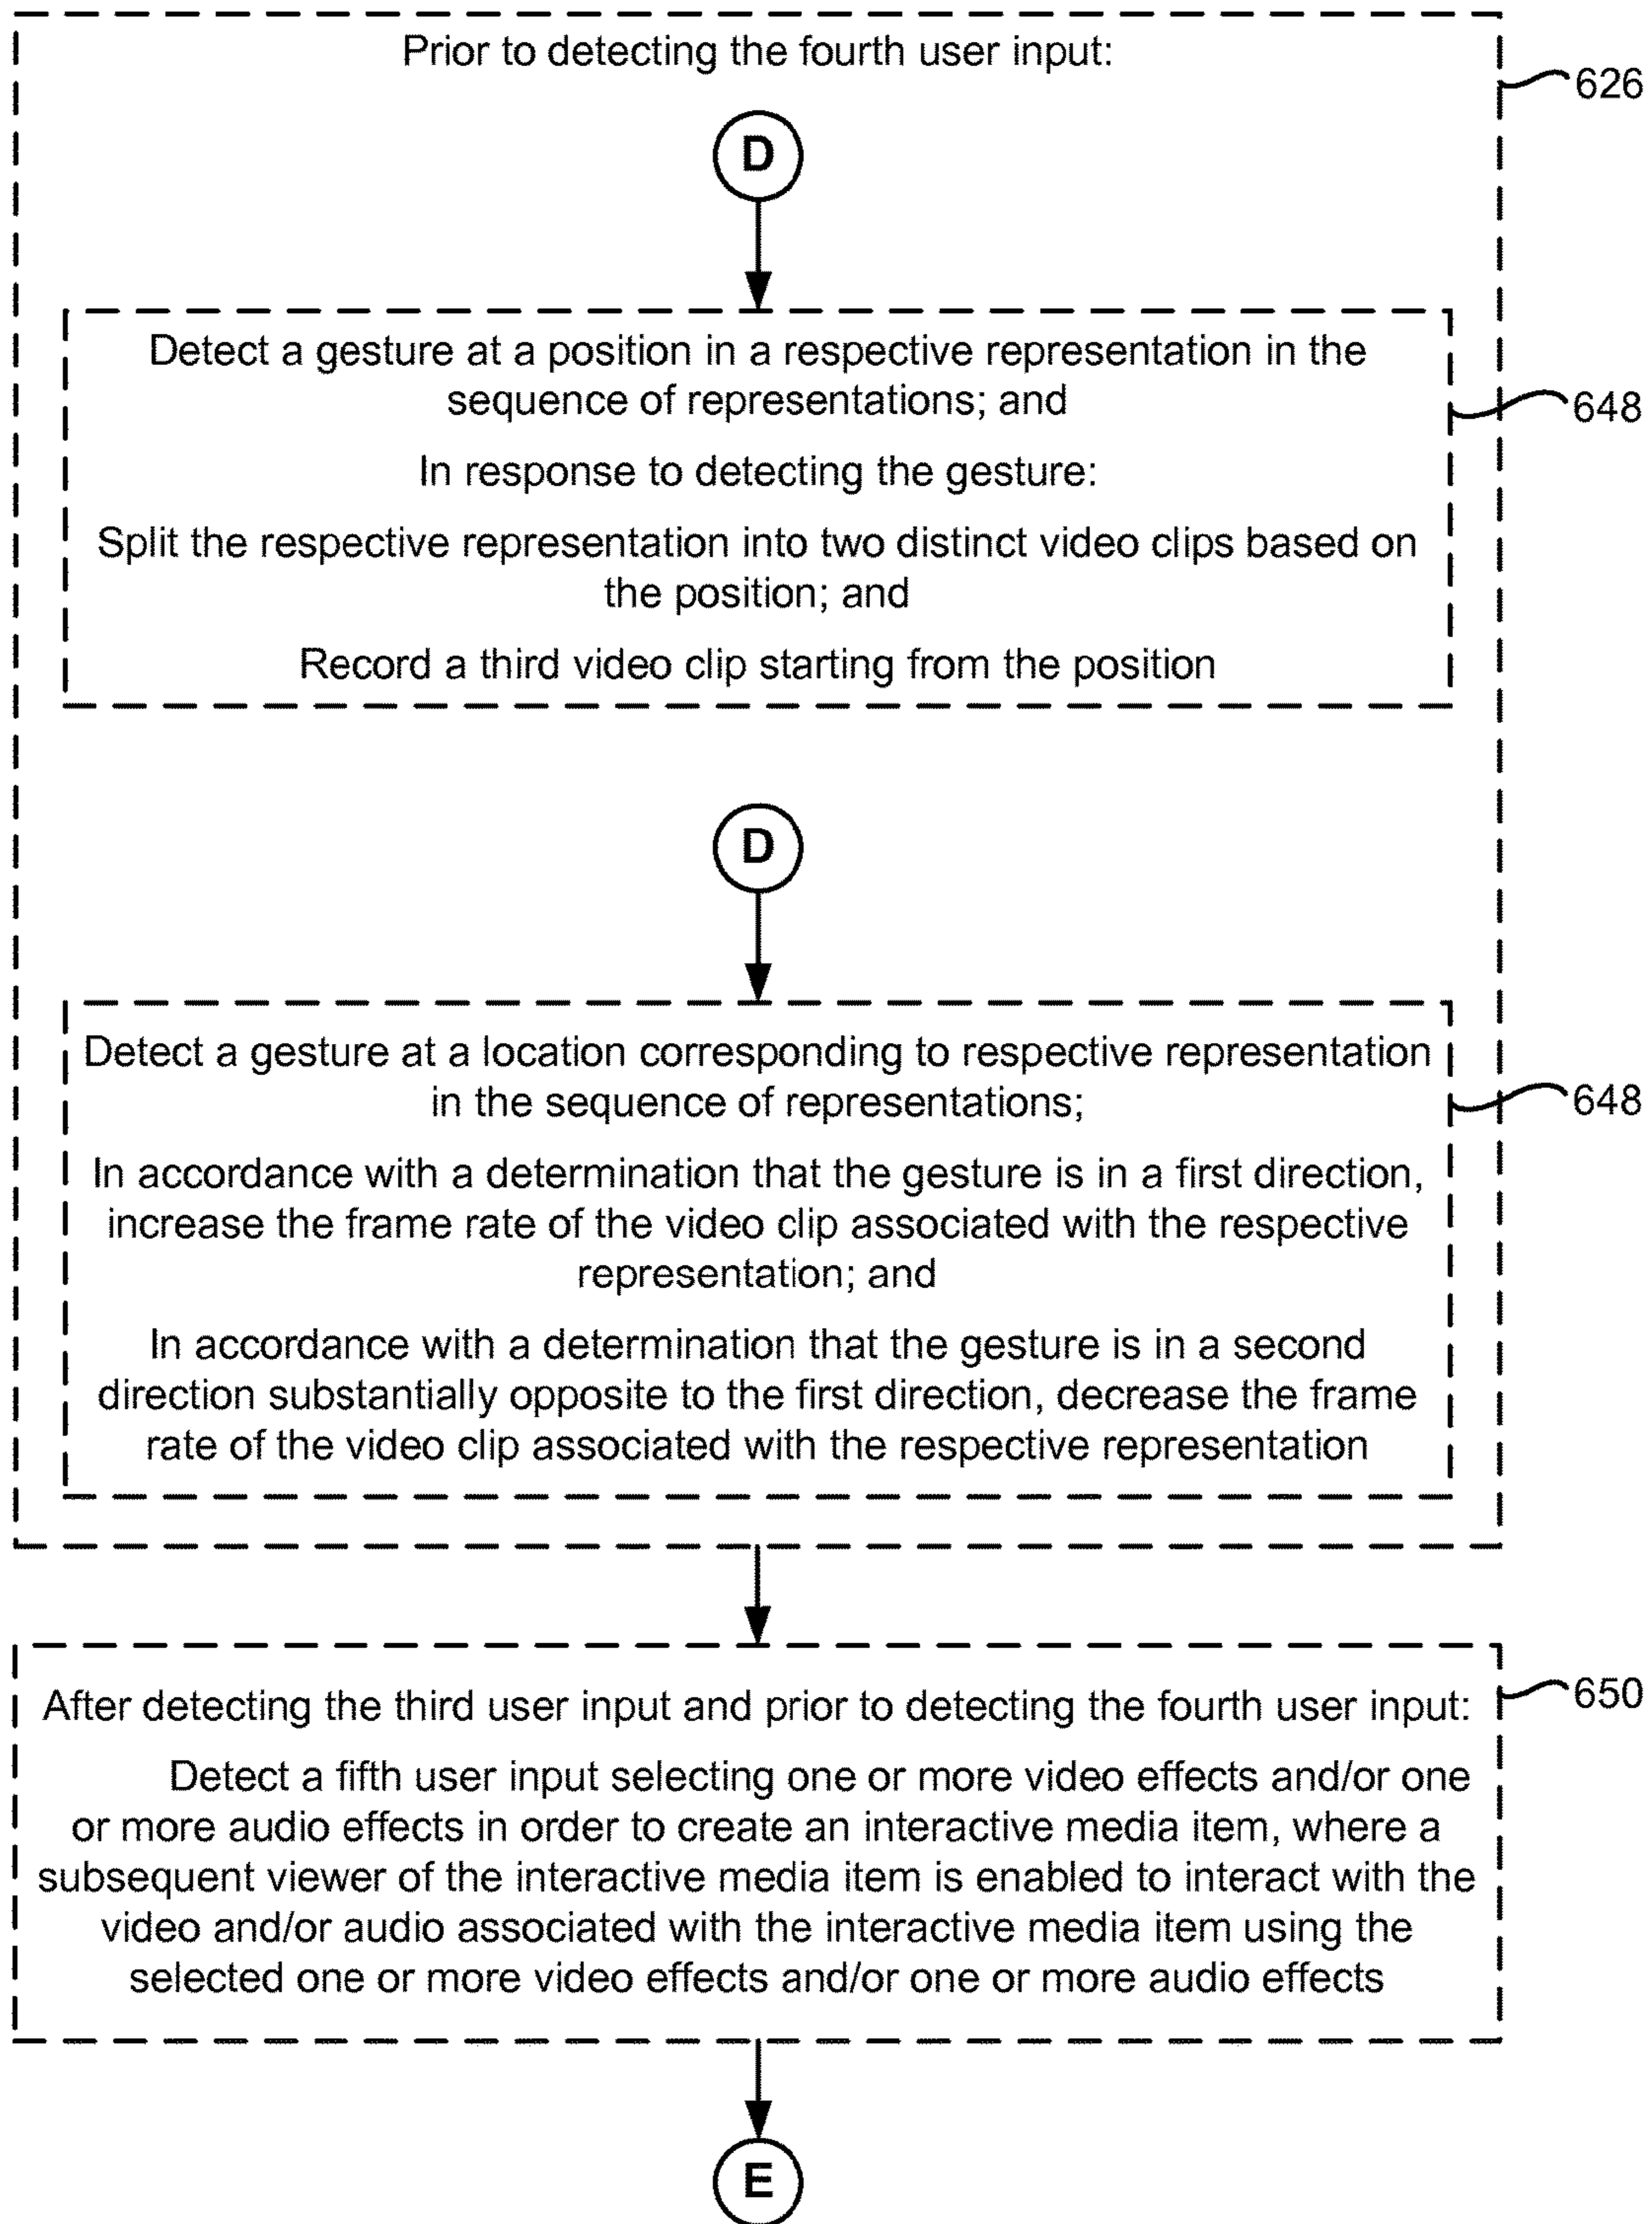 Prior to detecting the fourth user input:
626
D
Detect a gesture at a position in a respective representation in the
sequence of representations; and
648
In response to detecting the gesture:
Split the respective representation into two distinct video clips based on
the position; and
Record a third video clip starting from the position
D
Detect a gesture at a location corresponding to respective representation
in the sequence of representations;
648
In accordance with a determination that the gesture is in a first direction,
increase the frame rate of the video clip associated with the respective
representation; and
In accordance with a determination that the gesture is in a second
direction substantially opposite to the first direction, decrease the frame
rate of the video clip associated with the respective representation
After detecting the third user input and prior to detecting the fourth user input:
650
Detect a fifth user input selecting one or more video effects and/or one
or more audio effects in order to create an interactive media item, where a
subsequent viewer of the interactive media item is enabled to interact with the
video and/or audio associated with the interactive media item using the
selected one or more video effects and/or one or more audio effects
E